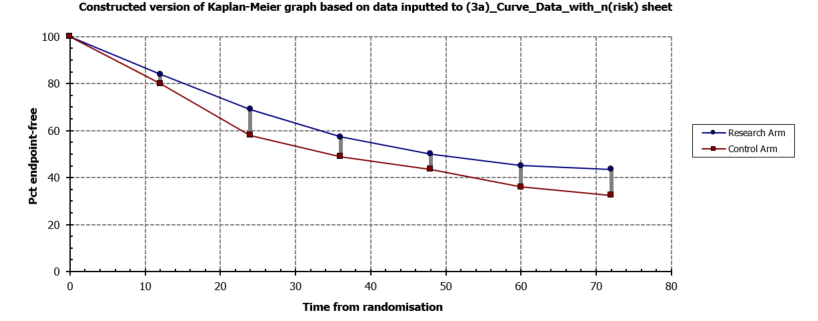 Constructed version of Kaplan-Meier graph based on data inputted to (3a)_Curve_Data_with_n(risk) sheet
100
80
60
40
20
0
Pct endpoint-free
0 10 20 30 40 50 60 70 80
Time from randomisation
Research Arm
Control Arm